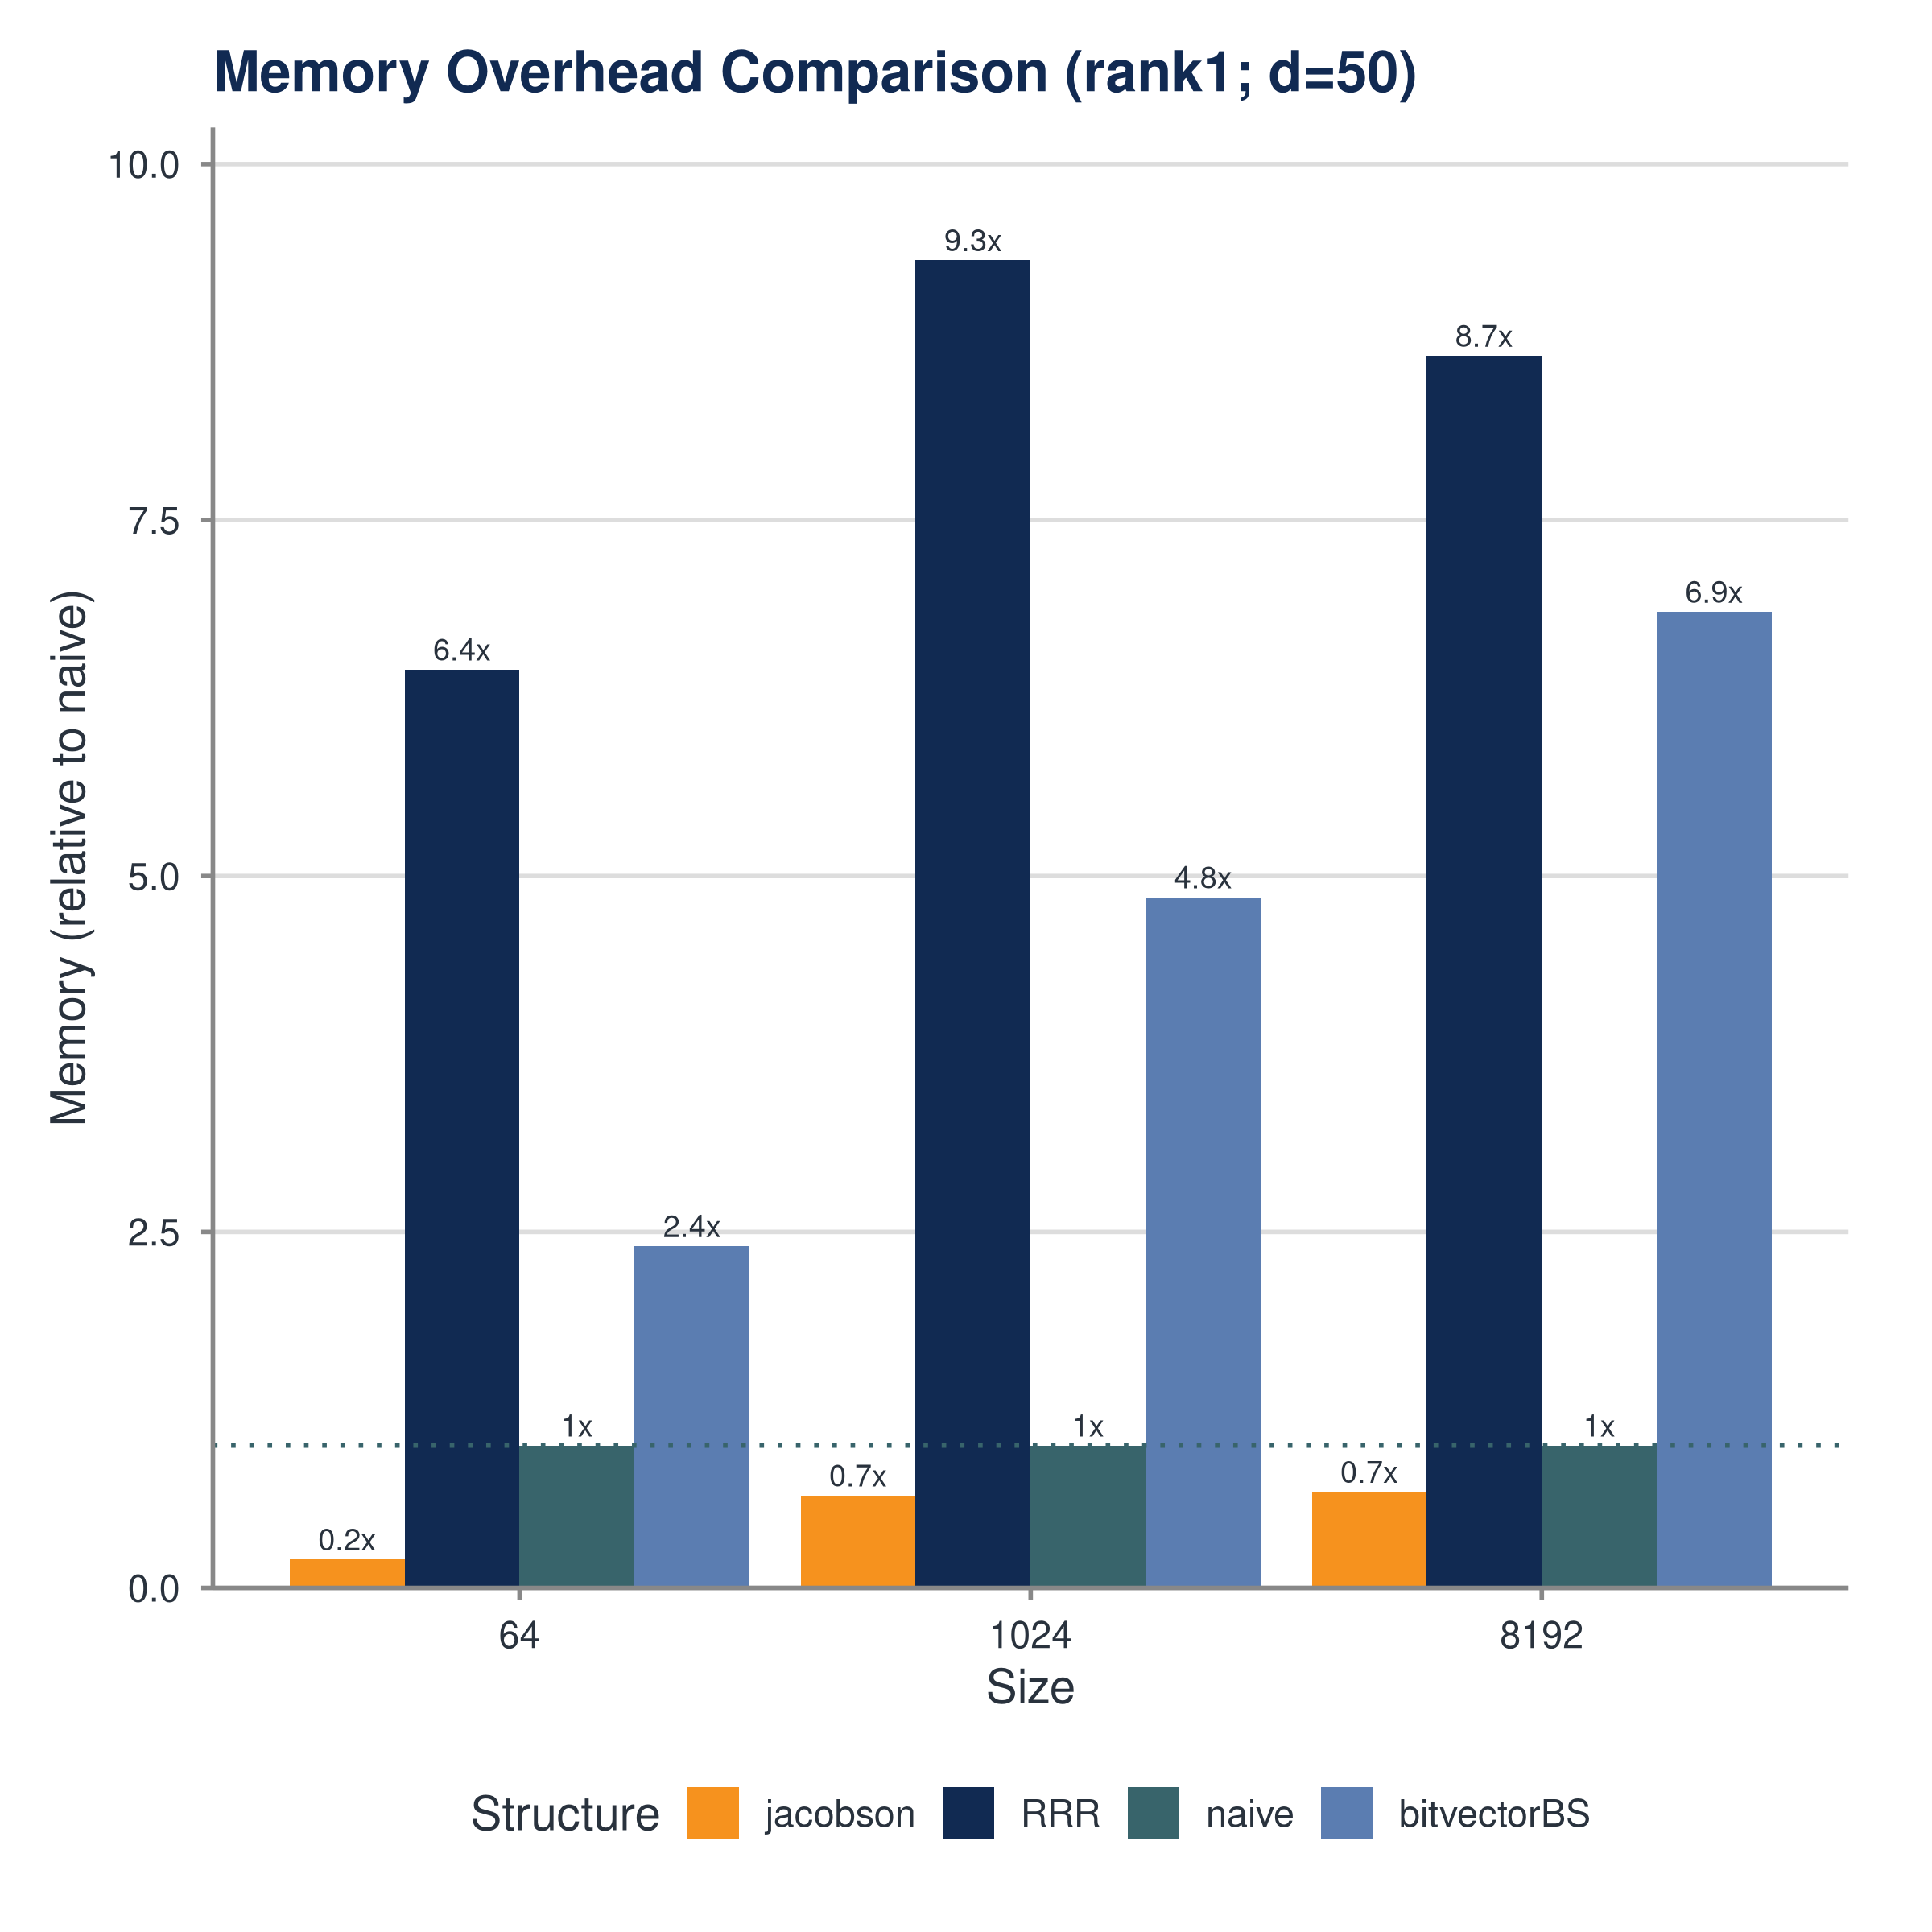 Memory Overhead Comparison (rank1; d=50)
Memory (relative to naive)
10.0
7.5
5.0
2.5
0.0
0.2x
6.4x
1x
2.4x
0.7x
9.3x
1x
4.8x
0.7x
8.7x
1x
6.9x
64
1024
8192
Size
Structure jacobson RRR naive bitvectorBS